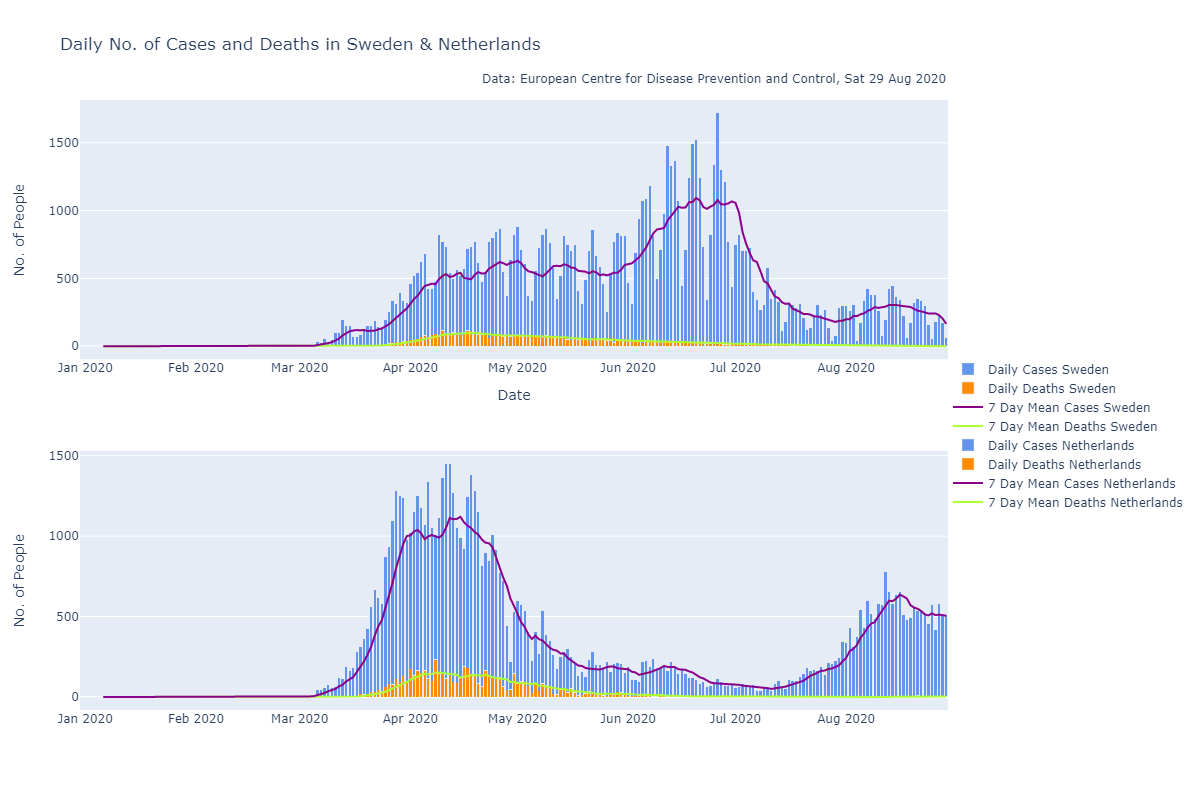 Daily No. of Cases and Deaths in Sweden & Netherlands
Data: European Centre for Disease Prevention and Control, Sat 29 Aug 2020
No. of People
1500
1000
500
0
Jan 2020 Feb 2020 Mar 2020 Apr 2020 May 2020 Jun 2020 Jul 2020 Aug 2020
Date
Daily Cases Sweden
Daily Deaths Sweden
7 Day Mean Cases Sweden
7 Day Mean Deaths Sweden
Daily Cases Netherlands
Daily Deaths Netherlands
7 Day Mean Cases Netherlands
7 Day Mean Deaths Netherlands
No. of People
1500
1000
500
0
Jan 2020 Feb 2020 Mar 2020 Apr 2020 May 2020 Jun 2020 Jul 2020 Aug 2020